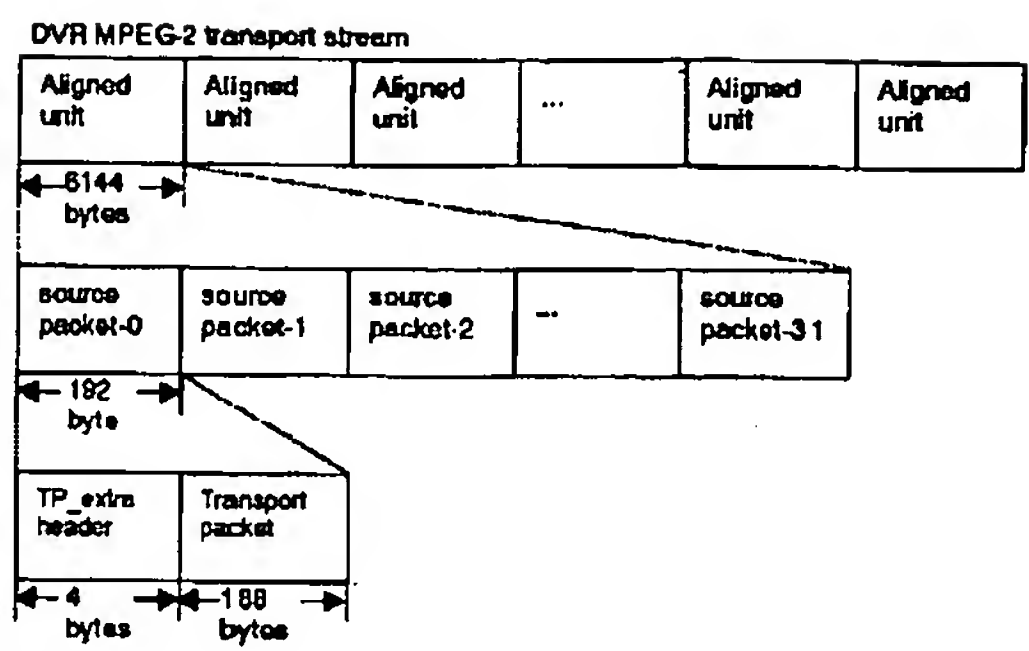 DVR MPEG-2 transport stream
Aligned unit
Aligned unit
Aligned unit
...
Aligned unit
Aligned unit
6144 bytes
source packet-0
source packet-1
source packet-2
...
source packet-31
192 byte
TP_extra header
Transport packet
4 bytes
188 bytes